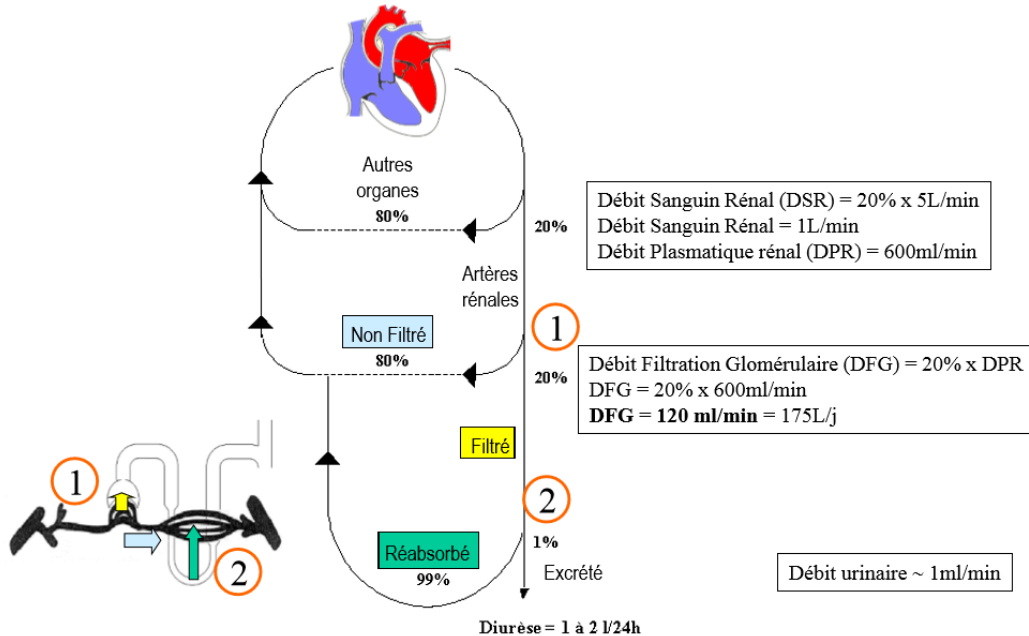 Autres
organes
80%
20%
Débit Sanguin Rénal (DSR) = 20% x 5L/min
Débit Sanguin Rénal = 1L/min
Débit Plasmatique rénal (DPR) = 600ml/min
Artères
rénales
1
Non Filtré
80%
20%
Débit Filtration Glomérulaire (DFG) = 20% x DPR
DFG = 20% x 600ml/min
DFG = 120 ml/min = 175L/j
Filtré
1
2
2
1%
Réabsorbé
99%
Excrété
Débit urinaire ~ 1ml/min
Diurèse = 1 à 2 l/24h